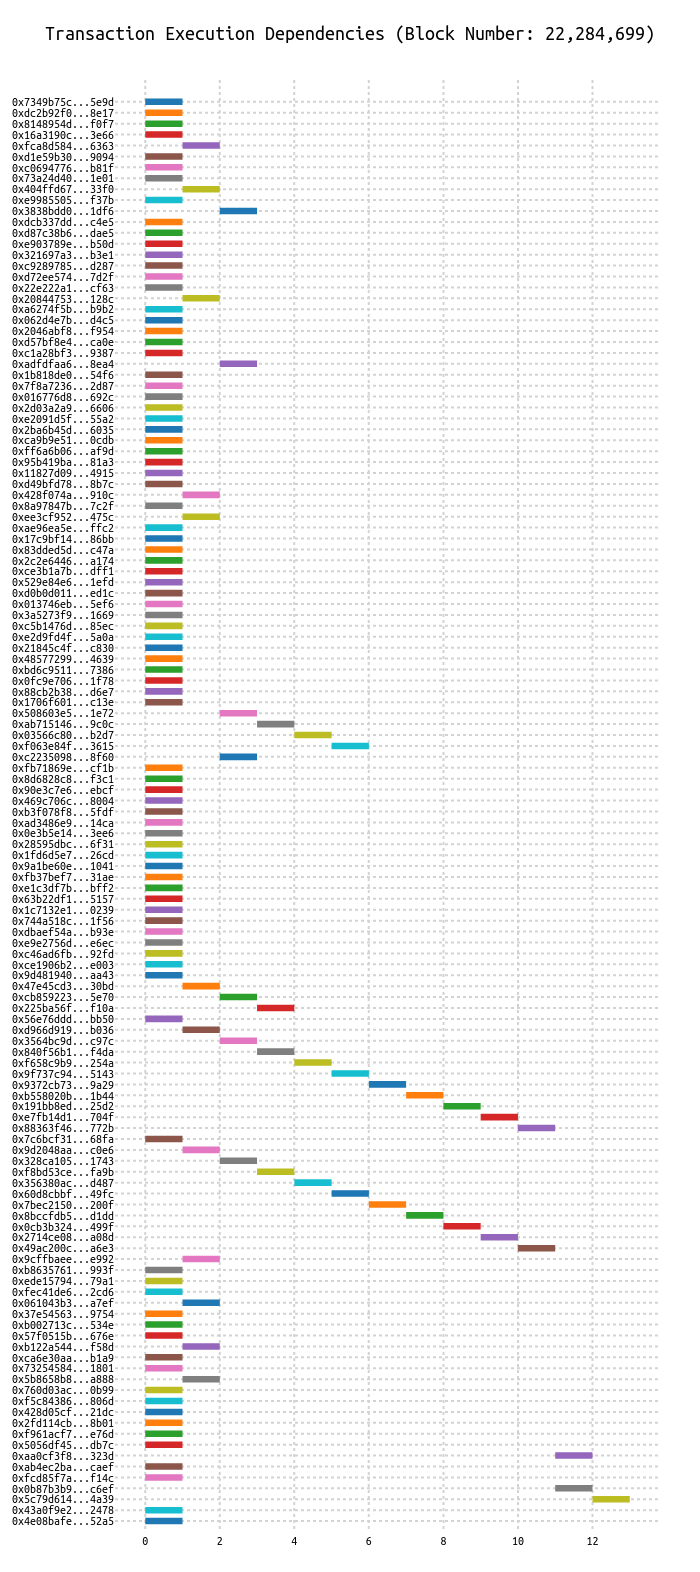 Transaction Execution Dependencies (Block Number: 22,284,699)
0x7349b75c...5e9d
0xdc2b92f0...8e17
0x8148954d...f0f7
0x16a3190c...3e66
0xfca8d584...6363
0xd1e59b30...9094
0xc0694776...b81f
0x73a24d40...1e01
0x404ffd67...33f0
0xe9985505...f37b
0x3838bdd0...1df6
0xdcb337dd...c4e5
0xd87c38b6...dae5
0xe903789e...b50d
0x321697a3...b3e1
0xc9289785...d287
0xd72ee574...7d2f
0x22e222a1...cf63
0x20844753...128c
0xa6274f5b...b9b2
0x062d4e7b...d4c5
0x2046abf8...f954
0xd57bf8e4...ca0e
0xc1a28bf3...9387
0xadfdfaa6...8ea4
0x1b818de0...54f6
0x7f8a7236...2d87
0x016776d8...692c
0x2d03a2a9...6606
0xe2091d5f...55a2
0x2ba6b45d...6035
0xca9b9e51...0cdb
0xff6a6b06...af9d
0x95b419ba...81a3
0x11827d09...4915
0xd49bfd78...8b7c
0x428f074a...910c
0x8a97847b...7c2f
0xee3cf952...475c
0xae96ea5e...ffc2
0x17c9bf14...86bb
0x83dded5d...c47a
0x2c2e6446...a174
0xce3b1a7b...dff1
0x529e84e6...1efd
0xd0b0d011...ed1c
0x013746eb...5ef6
0x3a5273f9...1669
0xc5b1476d...85ec
0xe2d9fd4f...5a0a
0x21845c4f...c830
0x48577299...4639
0xbd6c9511...7386
0x0fc9e706...1f78
0x88cb2b38...d6e7
0x1706f601...c13e
0x508603e5...1e72
0xab715146...9c0c
0x03566c80...b2d7
0xf063e84f...3615
0xc2235098...8f60
0xfb71869e...cf1b
0x8d6828c8...f3c1
0x90e3c7e6...ebcf
0x469c706c...8004
0xb3f078f8...5fdf
0xad3486e9...14ca
0x0e3b5e14...3ee6
0x28595dbc...6f31
0x1fd6d5e7...26cd
0x9a1be60e...1041
0xfb37bef7...31ae
0xe1c3df7b...bff2
0x63b22df1...5157
0x1c7132e1...0239
0x744a518c...1f56
0xdbaef54a...b93e
0xe9e2756d...e6ec
0xc46ad6fb...92fd
0xce1906b2...e003
0x9d481940...aa43
0x47e45cd3...30bd
0xcb859223...5e70
0x225ba56f...f10a
0x56e76ddd...bb50
0xd966d919...b036
0x3564bc9d...c97c
0x840f56b1...f4da
0xf658c9b9...254a
0x9f737c94...5143
0x9372cb73...9a29
0xb558020b...1b44
0x191bb8ed...25d2
0xe7fb14d1...704f
0x88363f46...772b
0x7c6bcf31...68fa
0x9d2048aa...c0e6
0x328ca105...1743
0xf8bd53ce...fa9b
0x356380ac...d487
0x60d8cbbf...49fc
0x7bec2150...200f
0x8bccfdb5...d1dd
0x0cb3b324...499f
0x2714ce08...a08d
0x49ac200c...a6e3
0x9cffbaee...e992
0xb8635761...993f
0xede15794...79a1
0xfec41de6...2cd6
0x061043b3...a7ef
0x37e54563...9754
0xb002713c...534e
0x57f0515b...676e
0xb122a544...f58d
0xca6e30aa...b1a9
0x73254584...1801
0x5b8658b8...a888
0x760d03ac...0b99
0xf5c84386...806d
0x428d05cf...21dc
0x2fd114cb...8b01
0xf961acf7...e76d
0x5056df45...db7c
0xaa0cf3f8...323d
0xab4ec2ba...caef
0xfcd85f7a...f14c
0x0b87b3b9...c6ef
0x5c79d614...4a39
0x43a0f9e2...2478
0x4e08bafe...52a5
0 2 4 6 8 10 12